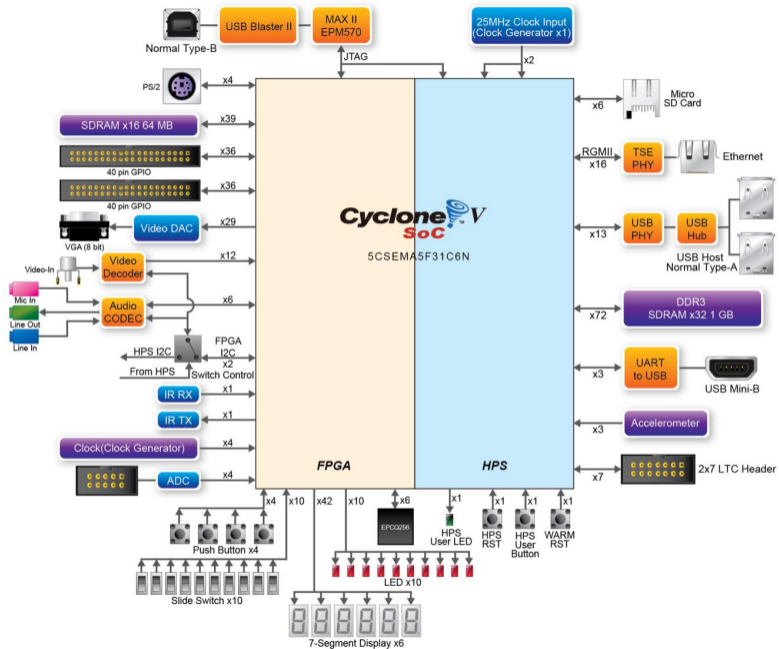 Normal Type-B
USB Blaster II
MAX II
EPM570
25MHz Clock Input
(Clock Generator x1)
JTAG
x2
PS/2
x4
SDRAM x16 64 MB
x39
40 pin GPIO
x36
40 pin GPIO
x36
VGA (8 bit)
Video DAC
x29
Video-In
Video
Decoder
x12
Mic In
Line Out
Line In
Audio
CODEC
x6
HPS I2C
FPGA
I2C
x2
From HPS
Switch Control
IR RX
x1
IR TX
x1
Clock(Clock Generator)
x4
ADC
x4
Cyclone V
SoC
5CSEMA5F31C6N
FPGA
HPS
x6
Micro
SD Card
RGMII
x16
TSE
PHY
Ethernet
x13
USB
PHY
USB
Hub
USB Host
Normal Type-A
x72
DDR3
SDRAM x32 1 GB
x3
UART
to USB
USB Mini-B
x3
Accelerometer
x7
2x7 LTC Header
x4
x10
x42
x10
x6
x1
x1
x1
x1
Push Button x4
EPCQ256
HPS
User LED
HPS
RST
HPS
User
Button
WARM
RST
Slide Switch x10
LED x10
7-Segment Display x6